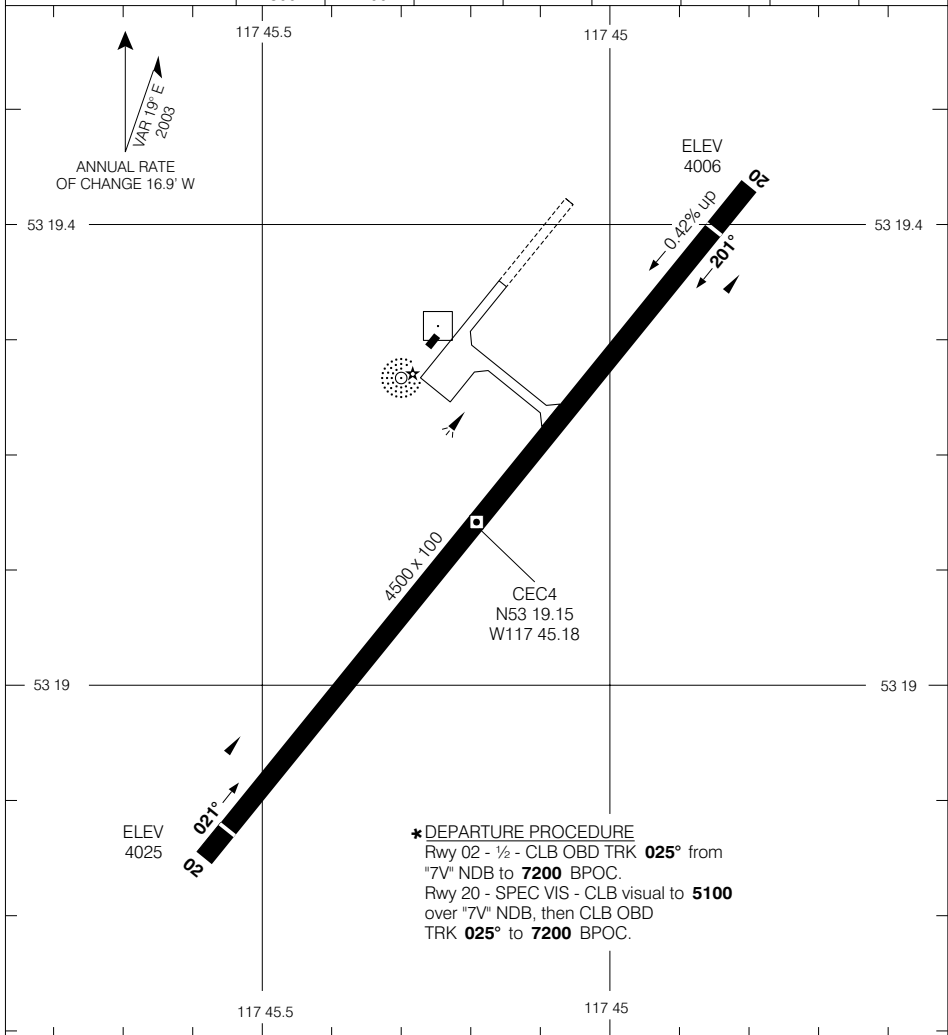 117 45.5
117 45
VAR 19° E
2003
ANNUAL RATE
OF CHANGE 16.9' W
ELEV
4006
20
53 19.4
53 19.4
0.42% up
201°
4500 x 100
CEC4
N53 19.15
W117 45.18
53 19
53 19
021°
ELEV
4025
02
* DEPARTURE PROCEDURE
Rwy 02 - ½ - CLB OBD TRK 025° from
"7V" NDB to 7200 BPOC.
Rwy 20 - SPEC VIS - CLB visual to 5100
over "7V" NDB, then CLB OBD
TRK 025° to 7200 BPOC.
117 45.5
117 45